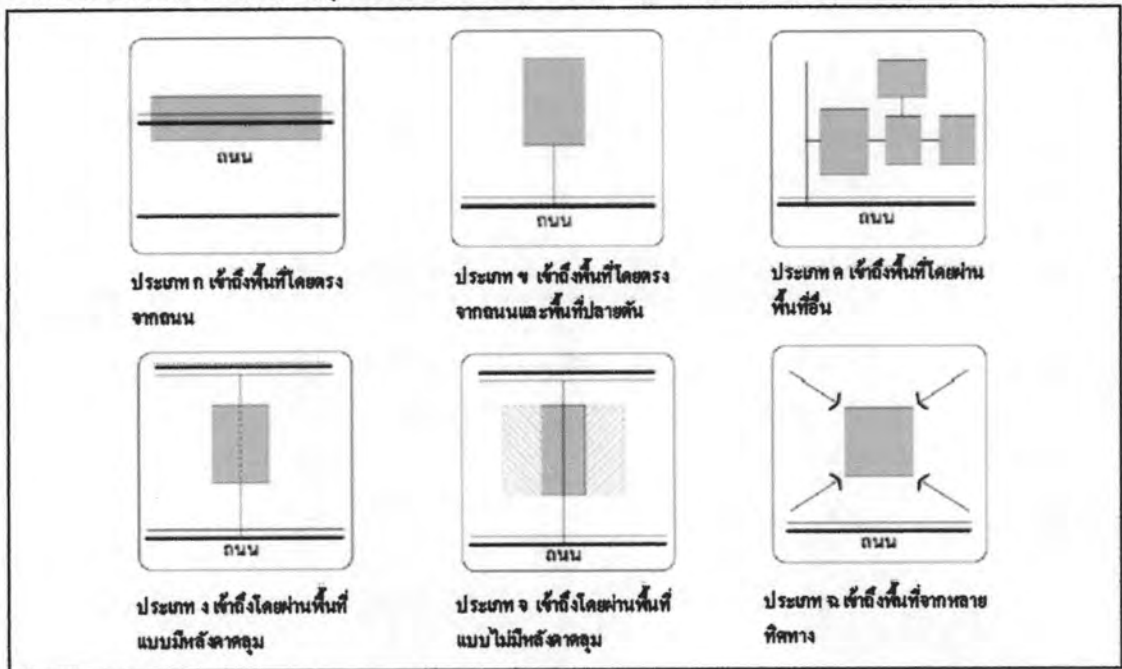 ถนน
ถนน
ถนน
ประเภท ก เข้าถึงพื้นที่โดยตรง
จากถนน
ประเภท ข เข้าถึงพื้นที่โดยตรง
จากถนนและพื้นที่ปลายตัน
ประเภท ค เข้าถึงพื้นที่โดยผ่าน
พื้นที่อื่น
ถนน
ถนน
ถนน
ประเภท ง เข้าถึงโดยผ่านพื้นที่
แบบมีหลังคาคลุม
ประเภท จ เข้าถึงโดยผ่านพื้นที่
แบบไม่มีหลังคาคลุม
ประเภท ฉ เข้าถึงพื้นที่จากหลาย
ทิศทาง